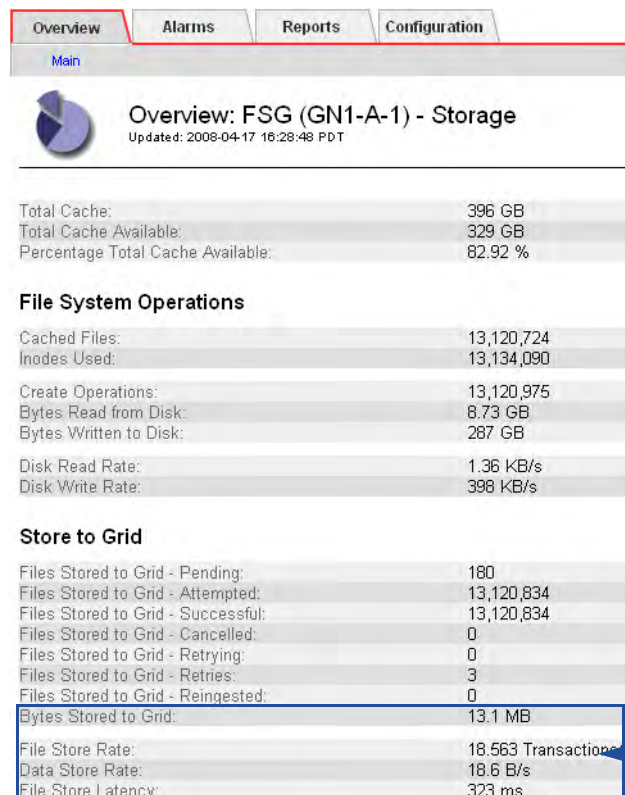 Overview Alarms Reports Configuration
Main
Overview: FSG (GN1-A-1) - Storage
Updated: 2008-04-17 16:28:48 PDT
Total Cache: 396 GB
Total Cache Available: 329 GB
Percentage Total Cache Available: 82.92 %
File System Operations
Cached Files: 13,120,724
Inodes Used: 13,134,090
Create Operations: 13,120,975
Bytes Read from Disk: 8.73 GB
Bytes Written to Disk: 287 GB
Disk Read Rate: 1.36 KB/s
Disk Write Rate: 398 KB/s
Store to Grid
Files Stored to Grid - Pending: 180
Files Stored to Grid - Attempted: 13,120,834
Files Stored to Grid - Successful: 13,120,834
Files Stored to Grid - Cancelled: 0
Files Stored to Grid - Retrying: 0
Files Stored to Grid - Retries: 3
Files Stored to Grid - Reingested: 0
Bytes Stored to Grid: 13.1 MB
File Store Rate: 18.563 Transactions
Data Store Rate: 18.6 B/s
File Store Latency: 323 ms